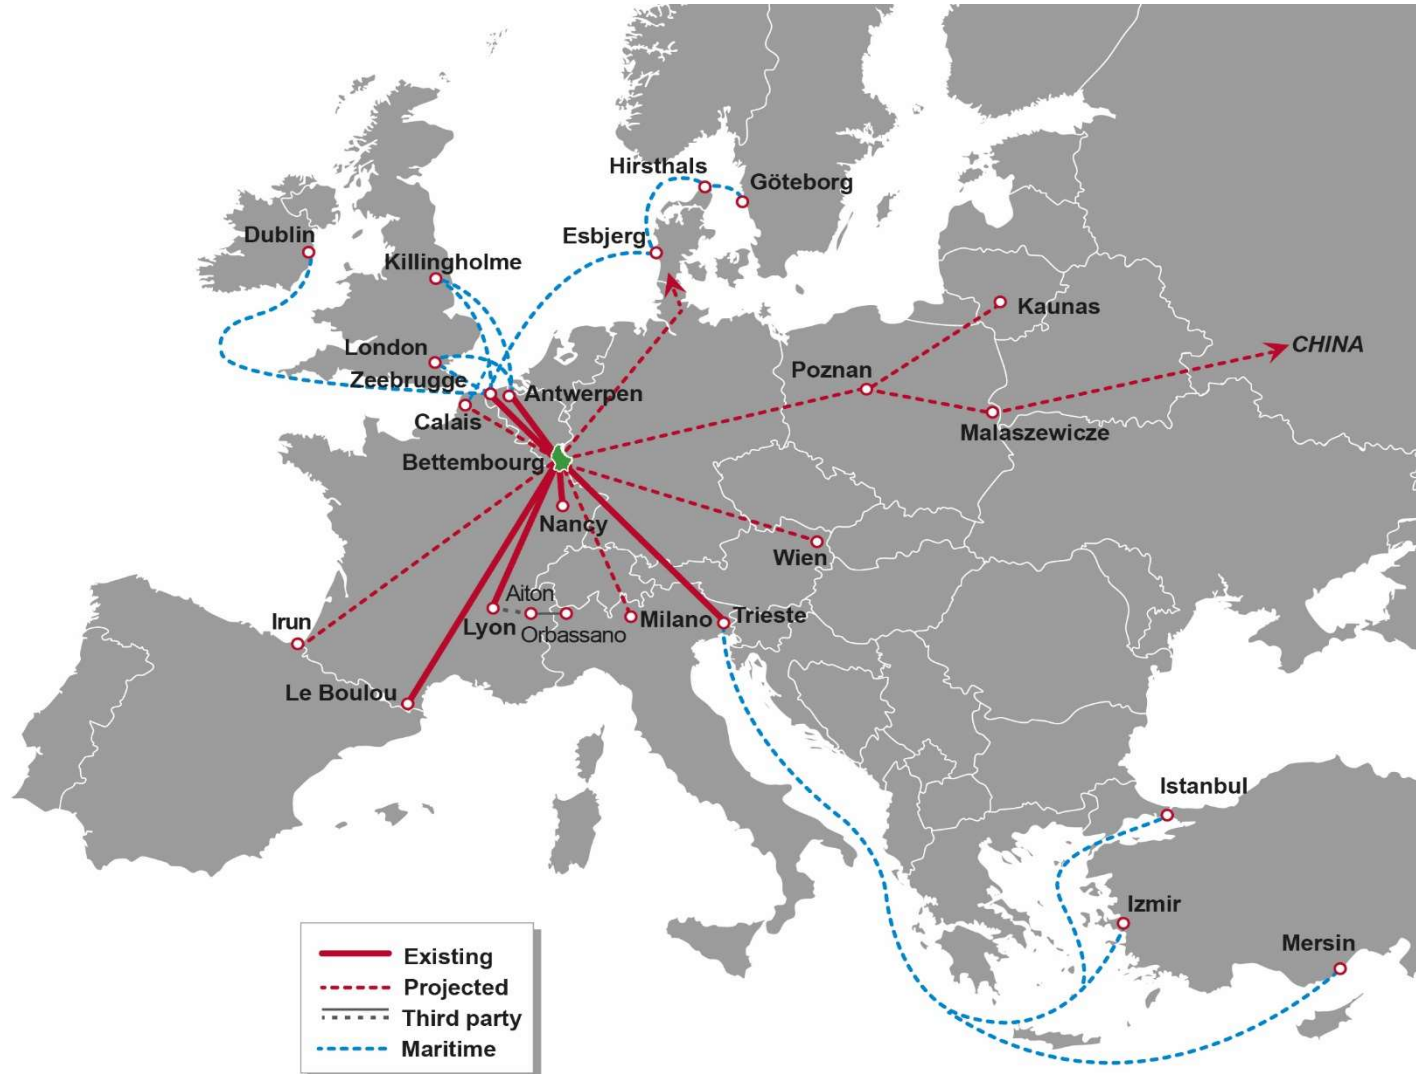 Hirsthals
Göteborg
Dublin
Esbjerg
Killingholme
Kaunas
London
CHINA
Zeebrugge
Poznan
Antwerpen
Calais
Malaszewicze
Bettembourg
Nancy
Wien
Aiton
Irun
Lyon
Orbassano
Milano
Trieste
Le Boulou
Istanbul
Izmir
Mersin
Existing
Projected
Third party
Maritime